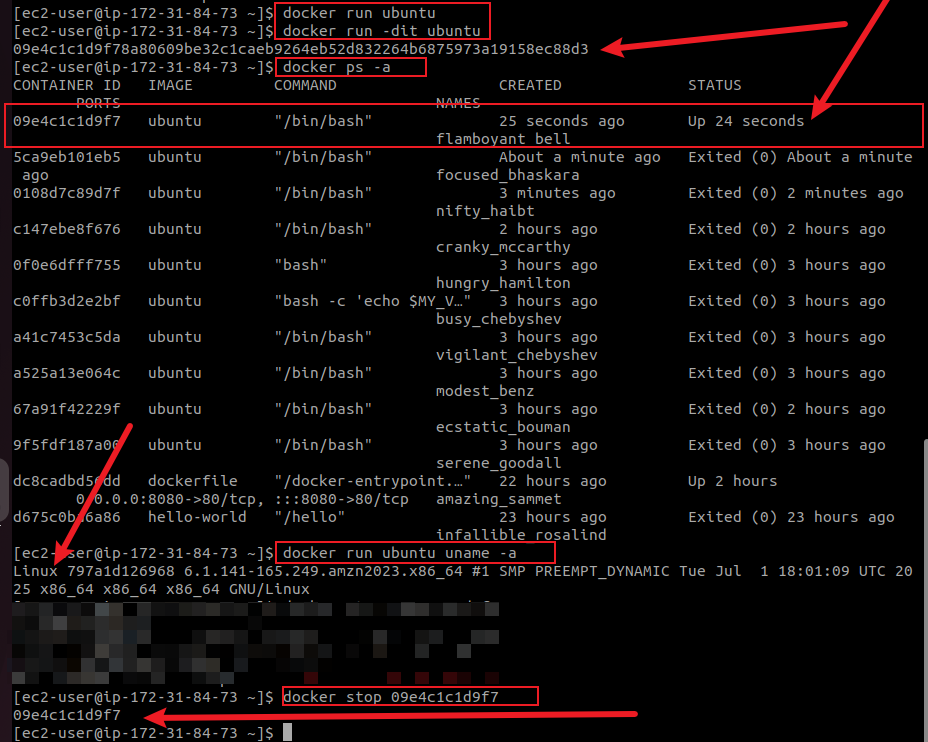 [ec2-user@ip-172-31-84-73 ~]$ docker run ubuntu
[ec2-user@ip-172-31-84-73 ~]$ docker run -dit ubuntu
09e4c1c1d9f78a80609be32c1caeb9264eb52d832264b6875973a19158ec88d3
[ec2-user@ip-172-31-84-73 ~]$ docker ps -a
CONTAINER ID   IMAGE         COMMAND                  CREATED              STATUS
PORTS                                   NAMES
09e4c1c1d9f7   ubuntu        "/bin/bash"              25 seconds ago       Up 24 seconds
flamboyant_bell
5ca9eb101eb5   ubuntu        "/bin/bash"              About a minute ago   Exited (0) About a minute
ago                                              focused_bhaskara
0108d7c89d7f   ubuntu        "/bin/bash"              3 minutes ago        Exited (0) 2 minutes ago
nifty_haibt
c147ebe8f676   ubuntu        "/bin/bash"              2 hours ago          Exited (0) 2 hours ago
cranky_mccarthy
0f0e6dfff755   ubuntu        "bash"                   3 hours ago          Exited (0) 3 hours ago
hungry_hamilton
c0ffb3d2e2bf   ubuntu        "bash -c 'echo $MY_V…"   3 hours ago          Exited (0) 3 hours ago
busy_chebyshev
a41c7453c5da   ubuntu        "/bin/bash"              3 hours ago          Exited (0) 3 hours ago
vigilant_chebyshev
a525a13e064c   ubuntu        "/bin/bash"              3 hours ago          Exited (0) 3 hours ago
modest_benz
67a91f42229f   ubuntu        "/bin/bash"              3 hours ago          Exited (0) 2 hours ago
ecstatic_bouman
ubuntu        "/bin/bash"              3 hours ago          Exited (0) 3 hours ago
serene_goodall
dockerfile    "/docker-entrypoint.…"   22 hours ago         Up 2 hours
0.0.0.0:8080->80/tcp, :::8080->80/tcp   amazing_sammet
hello-world   "/hello"                 23 hours ago         Exited (0) 23 hours ago
infallible_rosalind
[ec2-user@ip-172-31-84-73 ~]$ docker run ubuntu uname -a
Linux 797a1d126968 6.1.141-165.249.amzn2023.x86_64 #1 SMP PREEMPT_DYNAMIC Tue Jul  1 18:01:09 UTC 20
25 x86_64 x86_64 x86_64 GNU/Linux
[ec2-user@ip-172-31-84-73 ~]$ docker stop 09e4c1c1d9f7
09e4c1c1d9f7
[ec2-user@ip-172-31-84-73 ~]$